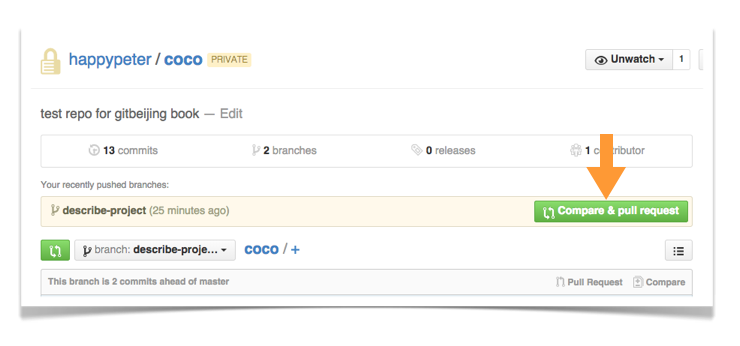 happypeter / coco PRIVATE
Unwatch 1
test repo for gitbeijing book — Edit
13 commits 2 branches 0 releases 1
Your recently pushed branches:
describe-project (25 minutes ago) Compare & pull request
branch: describe-proje... coco / +
This branch is 2 commits ahead of master Pull Request Compare